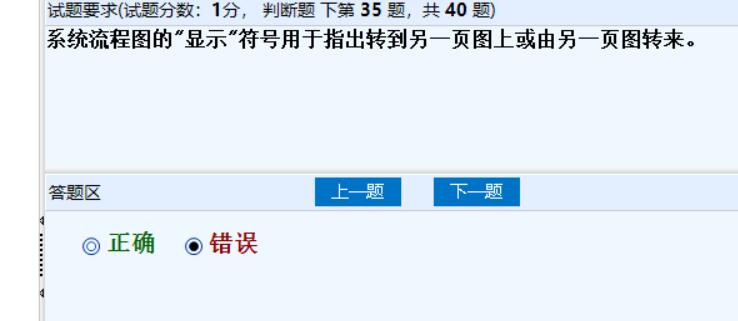 试题要求(试题分数：1分， 判断题 下第 35 题，共 40 题)
系统流程图的"显示"符号用于指出转到另一页图上或由另一页图转来。
答题区 上一题 下一题
正确 错误